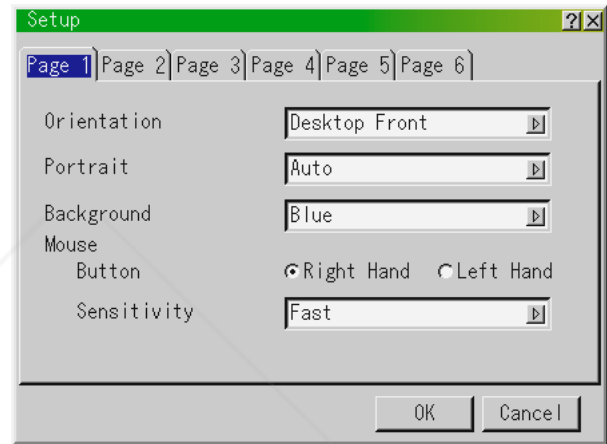 Setup ? X
Page 1 Page 2 Page 3 Page 4 Page 5 Page 6
Orientation Desktop Front
Portrait Auto
Background Blue
Mouse
Button Right Hand Left Hand
Sensitivity Fast
OK Cancel